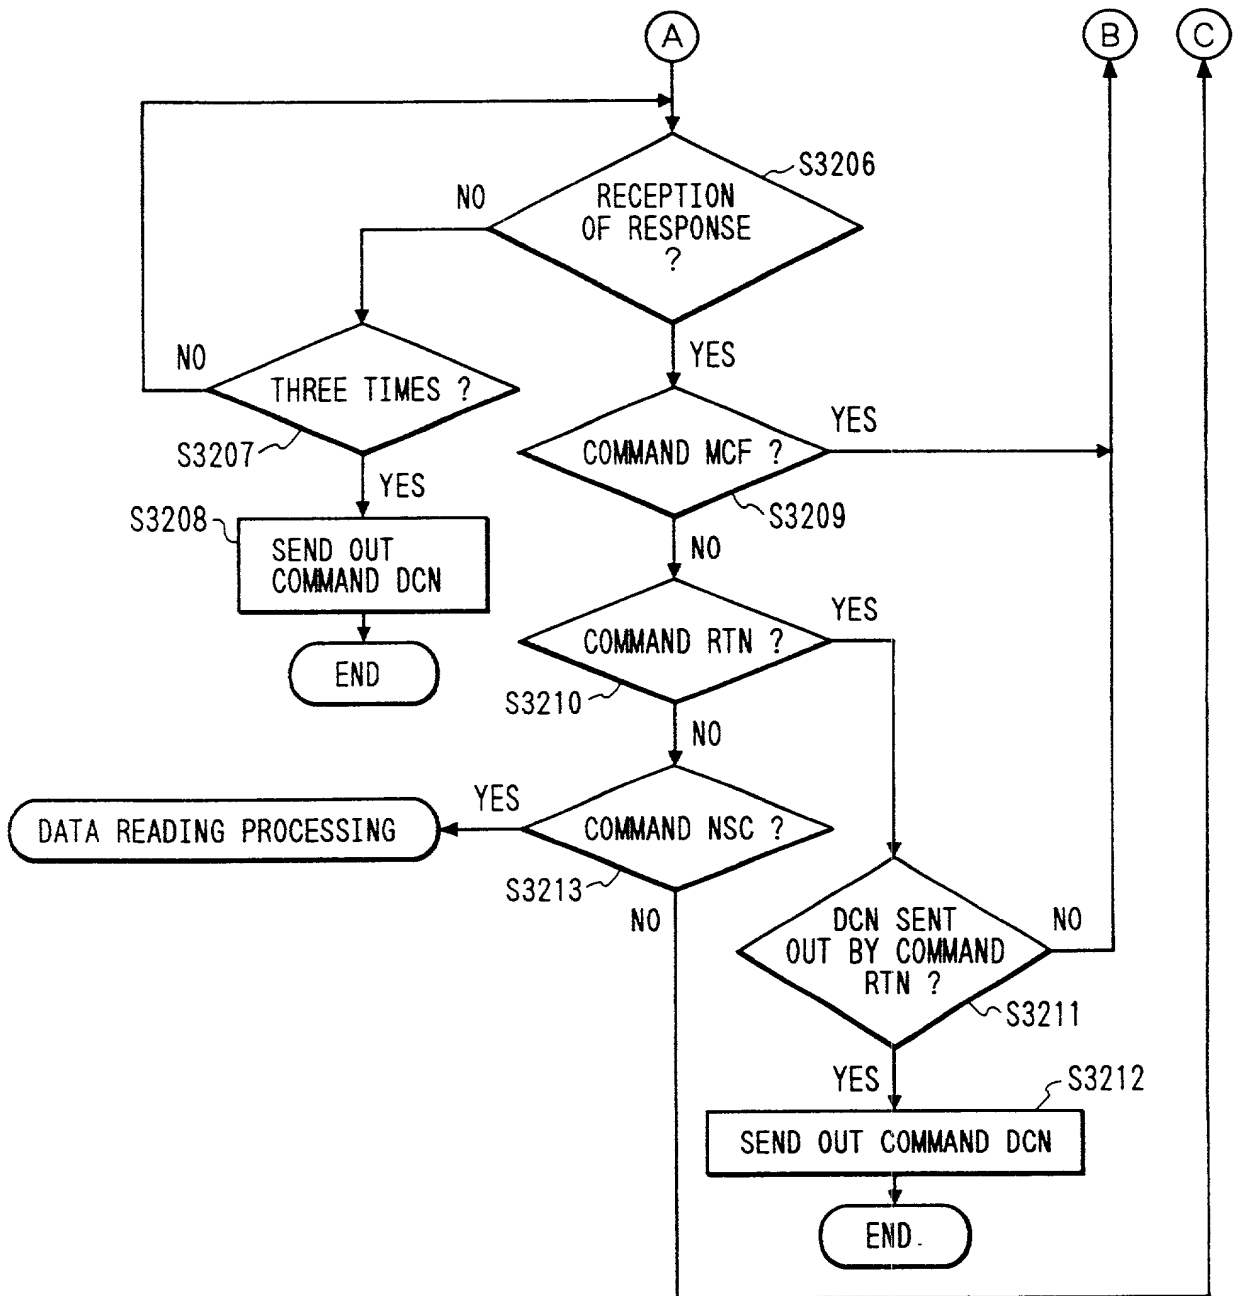 A
B
C
S3206
NO
RECEPTION
OF RESPONSE
?
YES
NO
THREE TIMES ?
S3207
YES
COMMAND MCF ?
YES
S3209
S3208
SEND OUT
COMMAND DCN
NO
END
COMMAND RTN ?
YES
S3210
NO
DATA READING PROCESSING
YES
COMMAND NSC ?
S3213
NO
DCN SENT
OUT BY COMMAND
RTN ?
NO
S3211
YES
S3212
SEND OUT COMMAND DCN
END